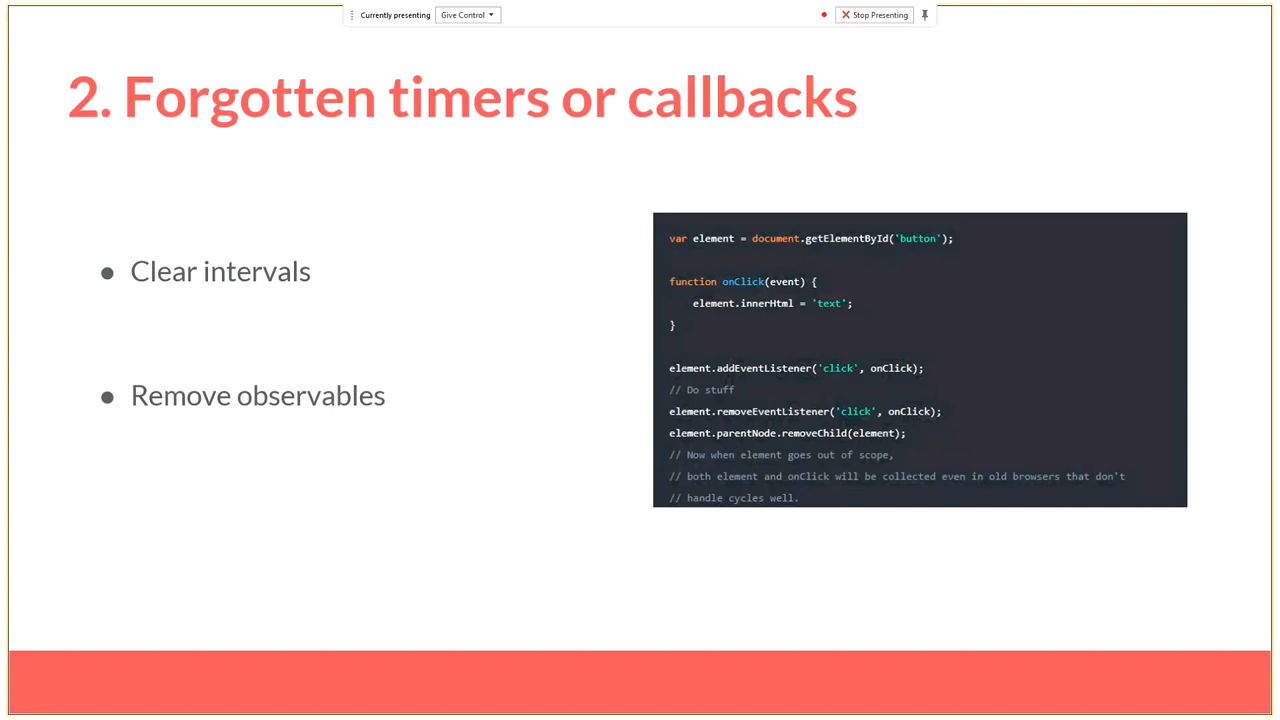 Currently presenting Give Control Stop Presenting
2. Forgotten timers or callbacks
● Clear intervals
● Remove observables
var element = document.getElementById('button');
function onClick(event) {
    element.innerHtml = 'text';
}
element.addEventListener('click', onClick);
// Do stuff
element.removeEventListener('click', onClick);
element.parentNode.removeChild(element);
// Now when element goes out of scope,
// both element and onClick will be collected even in old browsers that don't
// handle cycles well.